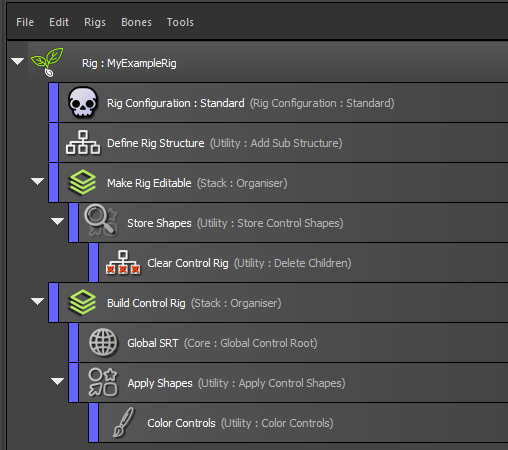 File Edit Rigs Bones Tools
Rig : MyExampleRig
Rig Configuration : Standard (Rig Configuration : Standard)
Define Rig Structure (Utility : Add Sub Structure)
Make Rig Editable (Stack : Organiser)
Store Shapes (Utility : Store Control Shapes)
Clear Control Rig (Utility : Delete Children)
Build Control Rig (Stack : Organiser)
Global SRT (Core : Global Control Root)
Apply Shapes (Utility : Apply Control Shapes)
Color Controls (Utility : Color Controls)